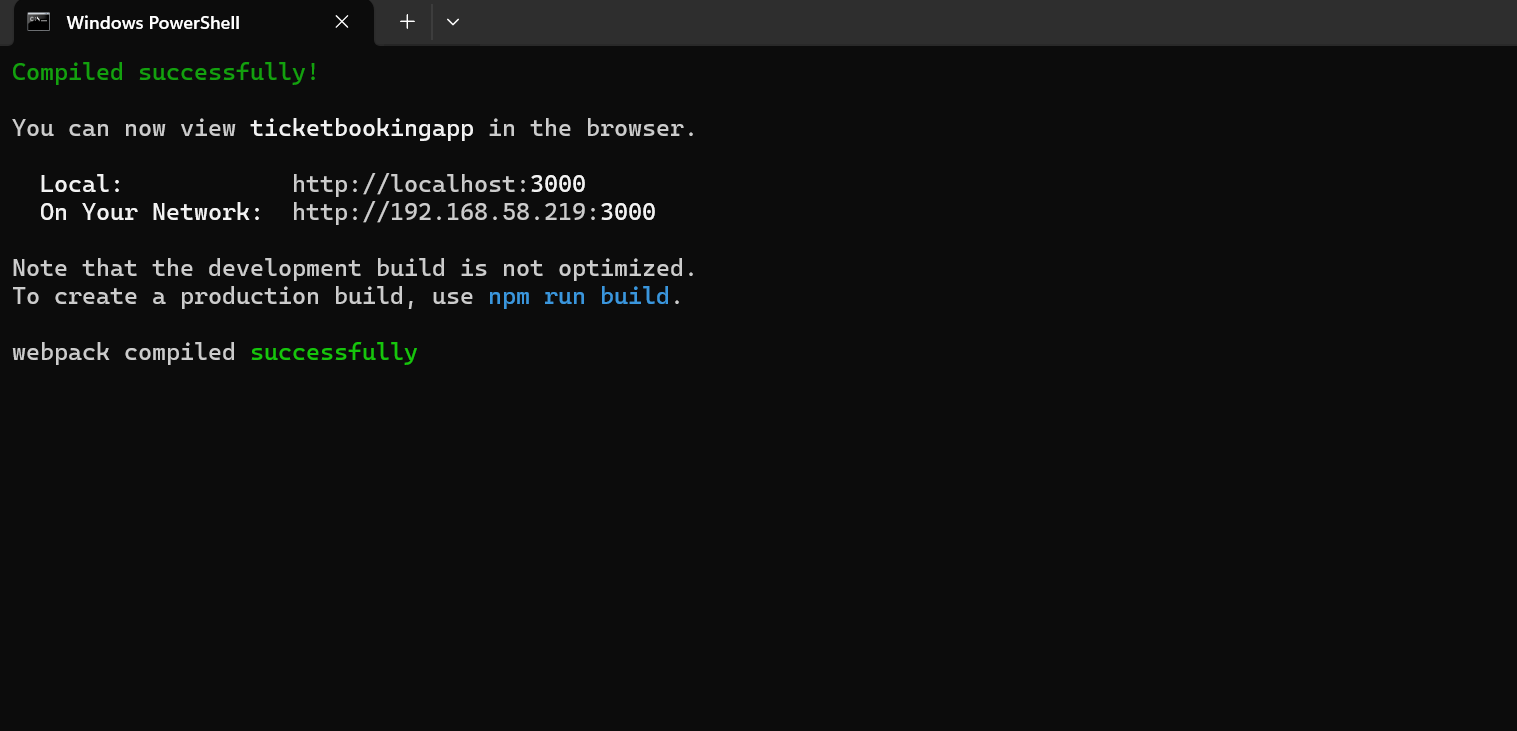 Windows PowerShell
Compiled successfully!
You can now view ticketbookingapp in the browser.
Local: http://localhost:3000
On Your Network: http://192.168.58.219:3000
Note that the development build is not optimized.
To create a production build, use npm run build.
webpack compiled successfully